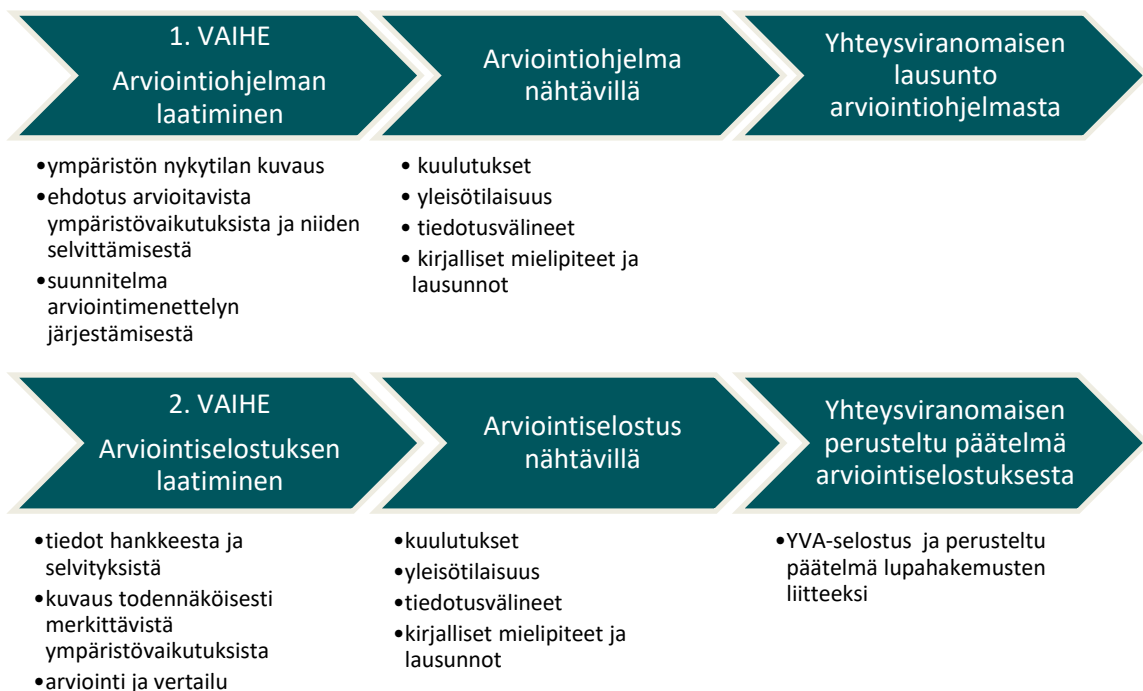 1. VAIHE
Arviointiohjelman
laatiminen
Arviointiohjelma
nähtävillä
Yhteysviranomaisen
lausunto
arviointiohjelmasta
•ympäristön nykytilan kuvaus
•ehdotus arvioitavista
ympäristövaikutuksista ja niiden
selvittämisestä
•suunnitelma
arviointimenettelyn
järjestämisestä
• kuulutukset
• yleisötilaisuus
• tiedotusvälineet
• kirjalliset mielipiteet ja
lausunnot
2. VAIHE
Arviointiselostuksen
laatiminen
Arviointiselostus
nähtävillä
Yhteysviranomaisen
perusteltu päätelmä
arviointiselostuksesta
•tiedot hankkeesta ja
selvityksistä
•kuvaus todennäköisesti
merkittävistä
ympäristövaikutuksista
•arviointi ja vertailu
•kuulutukset
•yleisötilaisuus
•tiedotusvälineet
•kirjalliset mielipiteet ja
lausunnot
•YVA-selostus ja perusteltu
päätelmä lupahakemusten
liitteeksi